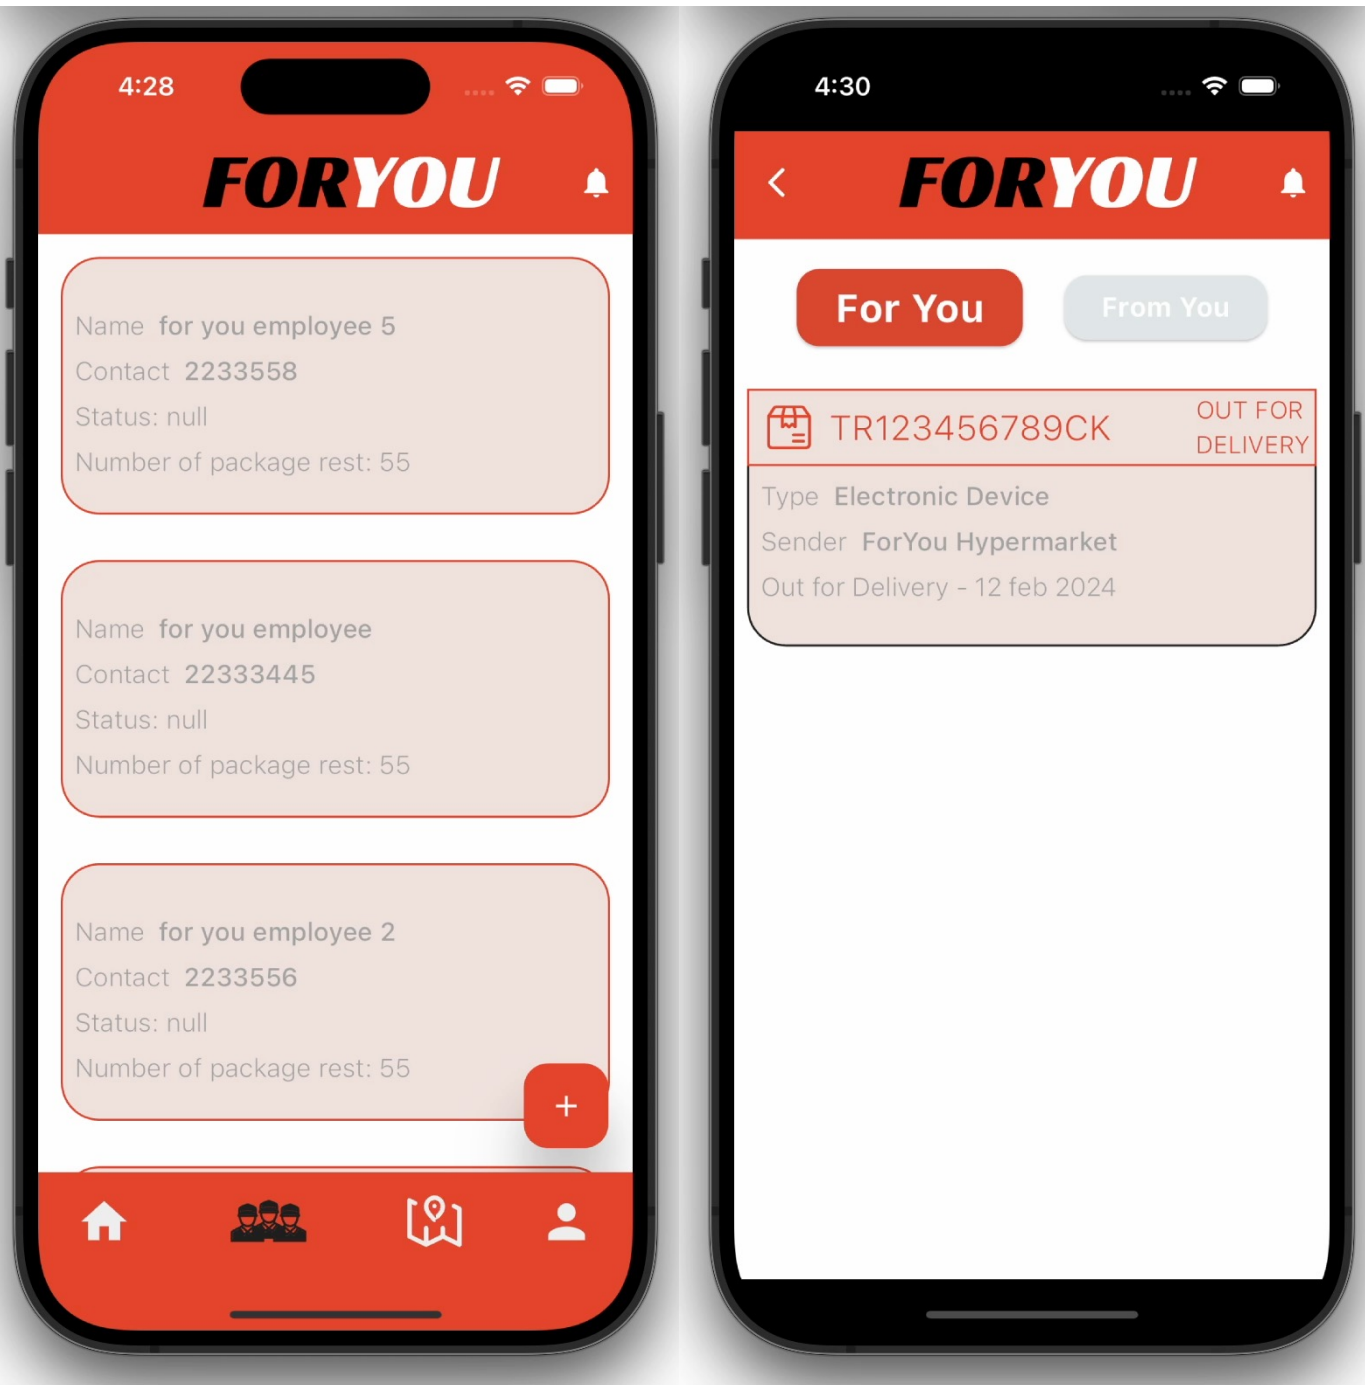 4:28
FORYOU
Name for you employee 5
Contact 2233558
Status: null
Number of package rest: 55
Name for you employee
Contact 22333445
Status: null
Number of package rest: 55
Name for you employee 2
Contact 2233556
Status: null
Number of package rest: 55
+
4:30
FORYOU
For You
From You
TR123456789CK
OUT FOR
DELIVERY
Type Electronic Device
Sender ForYou Hypermarket
Out for Delivery - 12 feb 2024